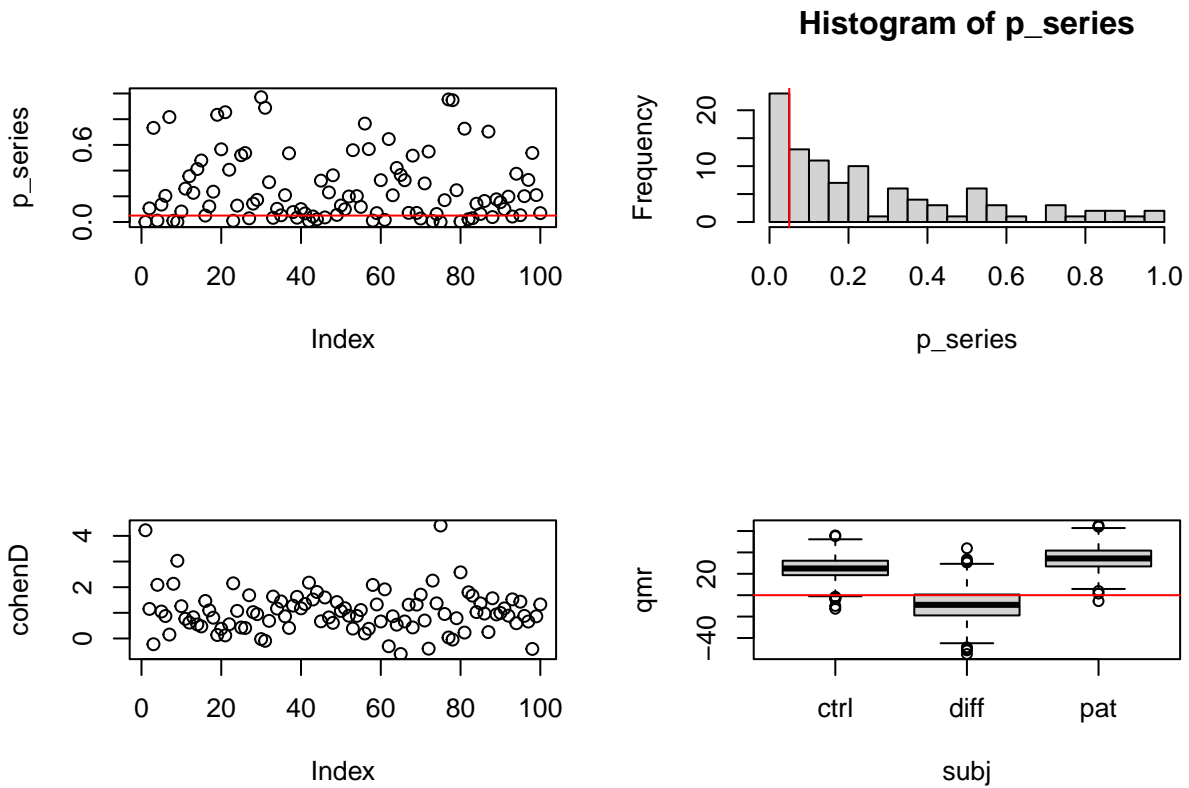 p_series
0.0 0.6
0 20 40 60 80 100
Index
Histogram of p_series
Frequency
0 10 20
0.0 0.2 0.4 0.6 0.8 1.0
p_series
cohenD
0 2 4
0 20 40 60 80 100
Index
qmr
−40 20
ctrl diff pat
subj